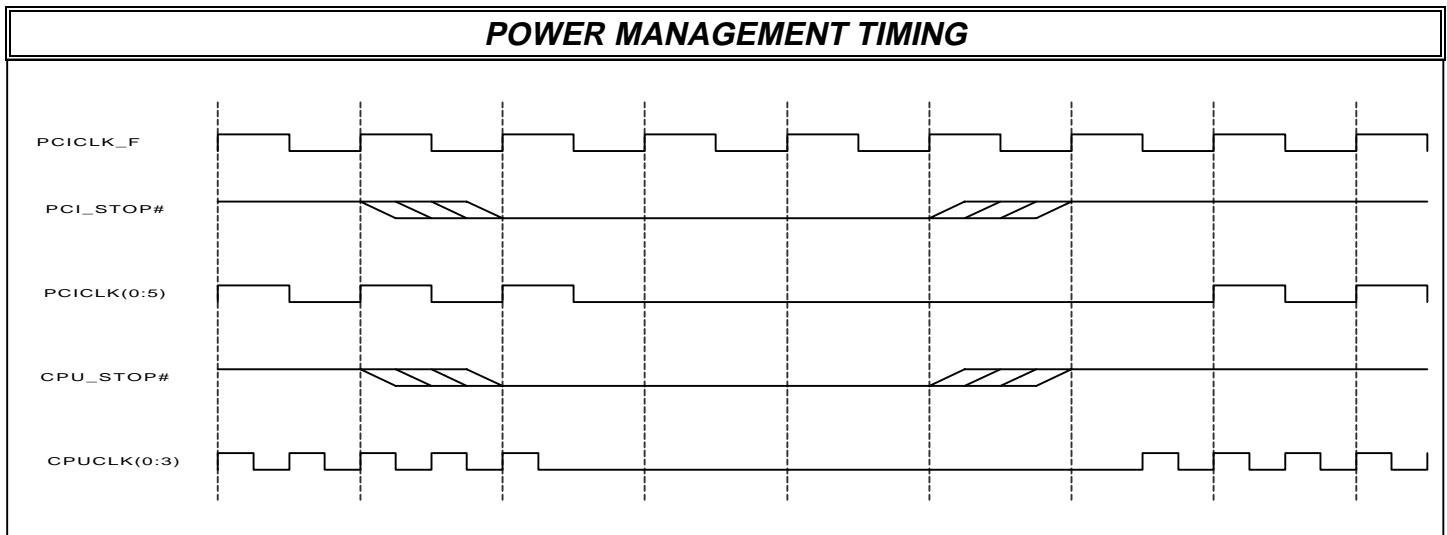 POWER MANAGEMENT TIMING
PCICLK_F
PCI_STOP#
PCICLK(0:5)
CPU_STOP#
CPUCLK(0:3)